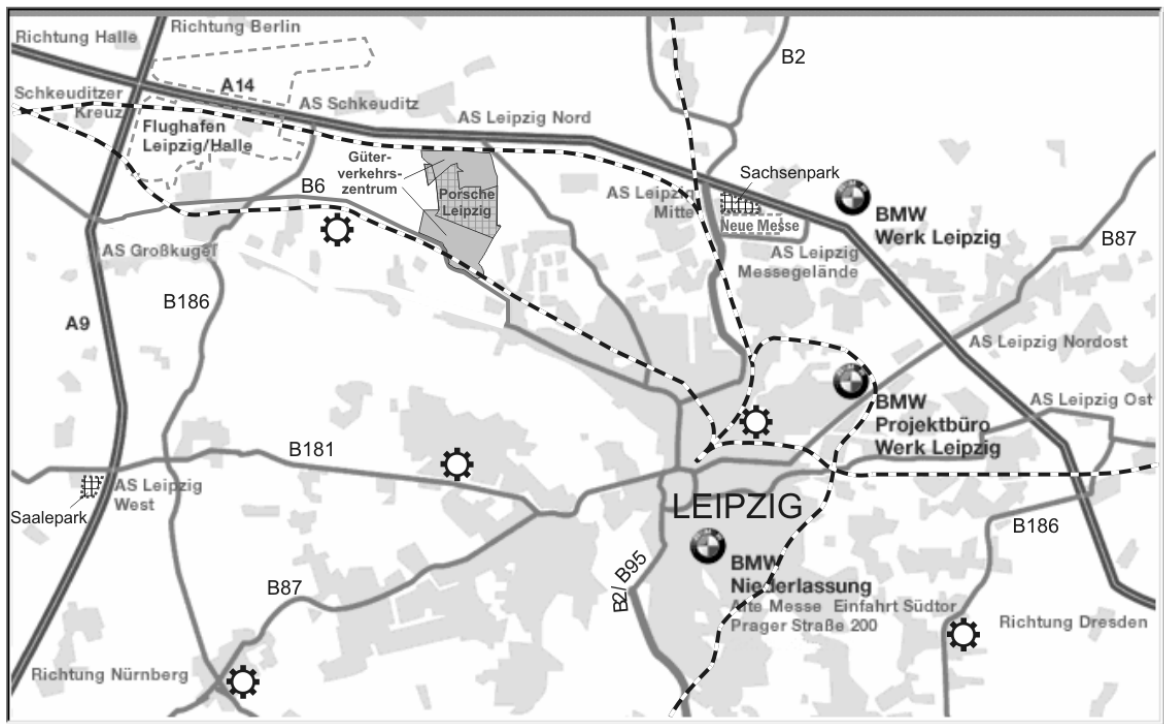 Richtung Berlin
Richtung Halle
B2
A14
Schkeuditzer
Kreuz
AS Schkeuditz
AS Leipzig Nord
Flughafen
Leipzig/Halle
Güter-
verkehrs-
zentrum
B6
Porsche
Leipzig
AS Leipzig
Mitte
Sachsenpark
Neue Messe
BMW
Werk Leipzig
B87
AS Leipzig
Messegelände
AS Großkugel
B186
A9
AS Leipzig Nordost
AS Leipzig Ost
BMW
Projektbüro
Werk Leipzig
B181
AS Leipzig
West
Saalepark
LEIPZIG
B186
B2/ B95
BMW
Niederlassung
Alte Messe Einfahrt Südtor
Prager Straße 200
B87
Richtung Dresden
Richtung Nürnberg